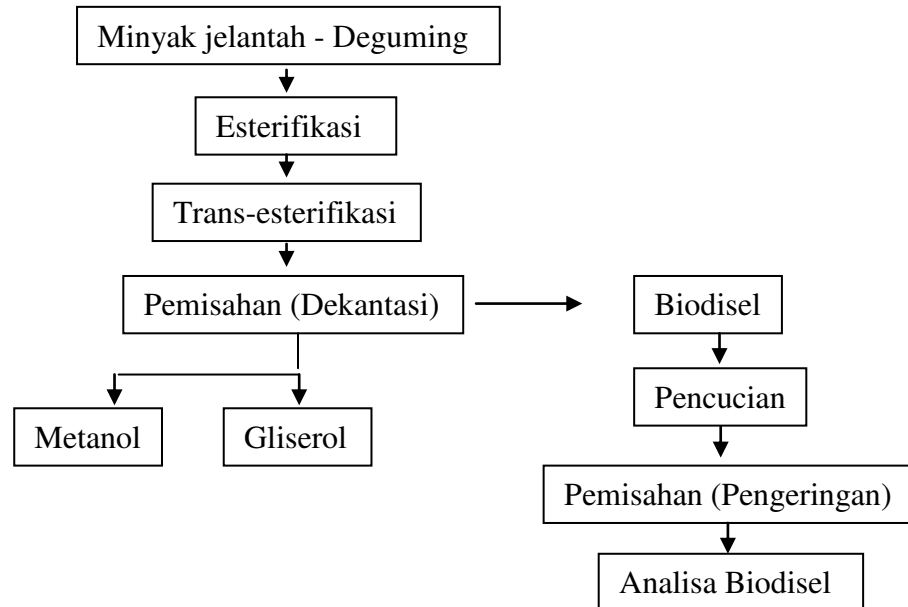 Minyak jelantah - Deguming
Esterifikasi
Trans-esterifikasi
Pemisahan (Dekantasi)
Biodisel
Metanol
Gliserol
Pencucian
Pemisahan (Pengeringan)
Analisa Biodisel